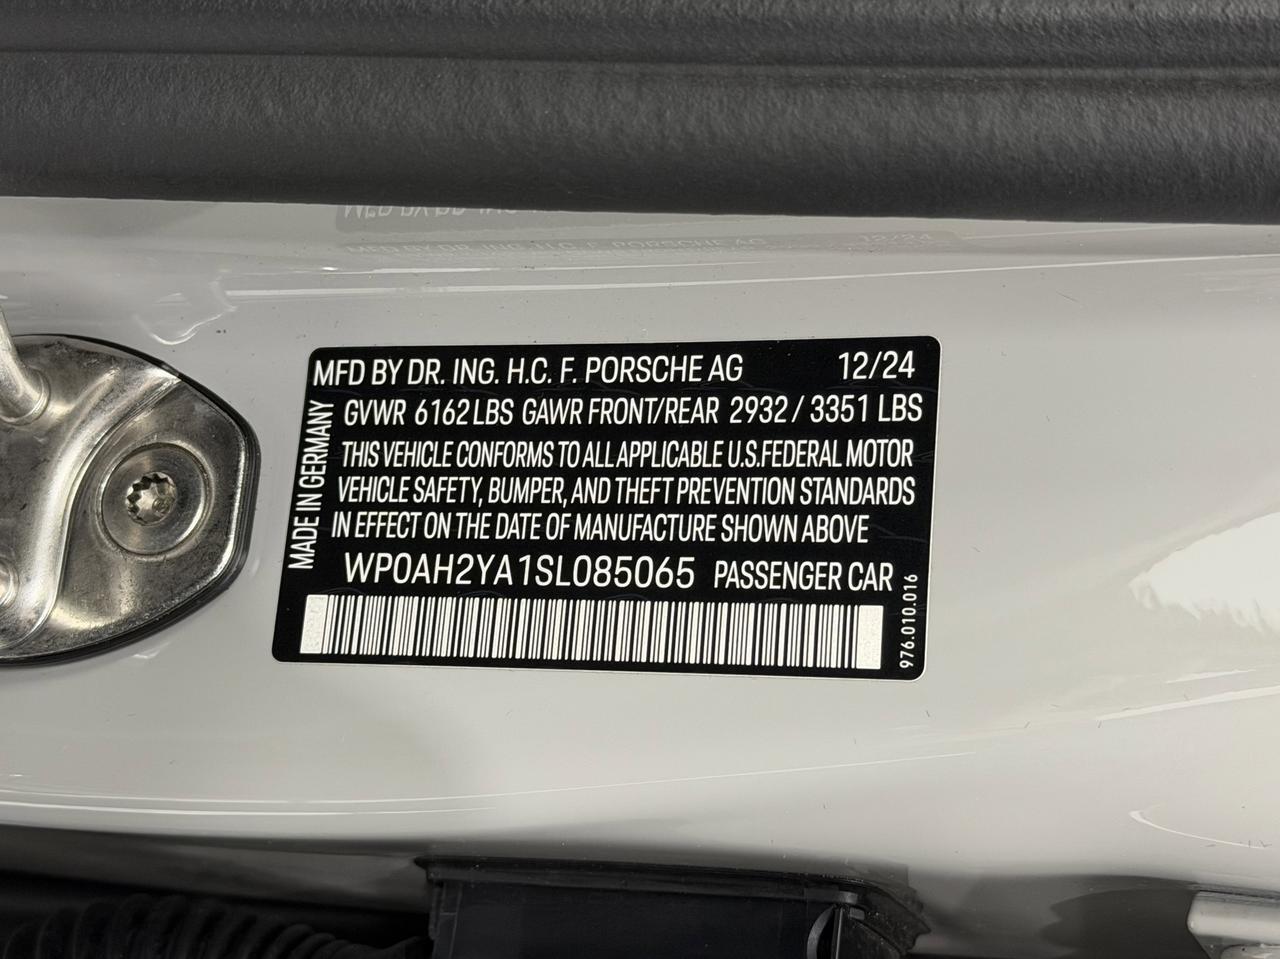 MFD BY DR. ING. H.C. F. PORSCHE AG 12/24
GVWR 6162 LBS GAWR FRONT/REAR 2932 / 3351 LBS
THIS VEHICLE CONFORMS TO ALL APPLICABLE U.S.FEDERAL MOTOR
VEHICLE SAFETY, BUMPER, AND THEFT PREVENTION STANDARDS
IN EFFECT ON THE DATE OF MANUFACTURE SHOWN ABOVE
WP0AH2YA1SL085065 PASSENGER CAR
MADE IN GERMANY
976.010.016